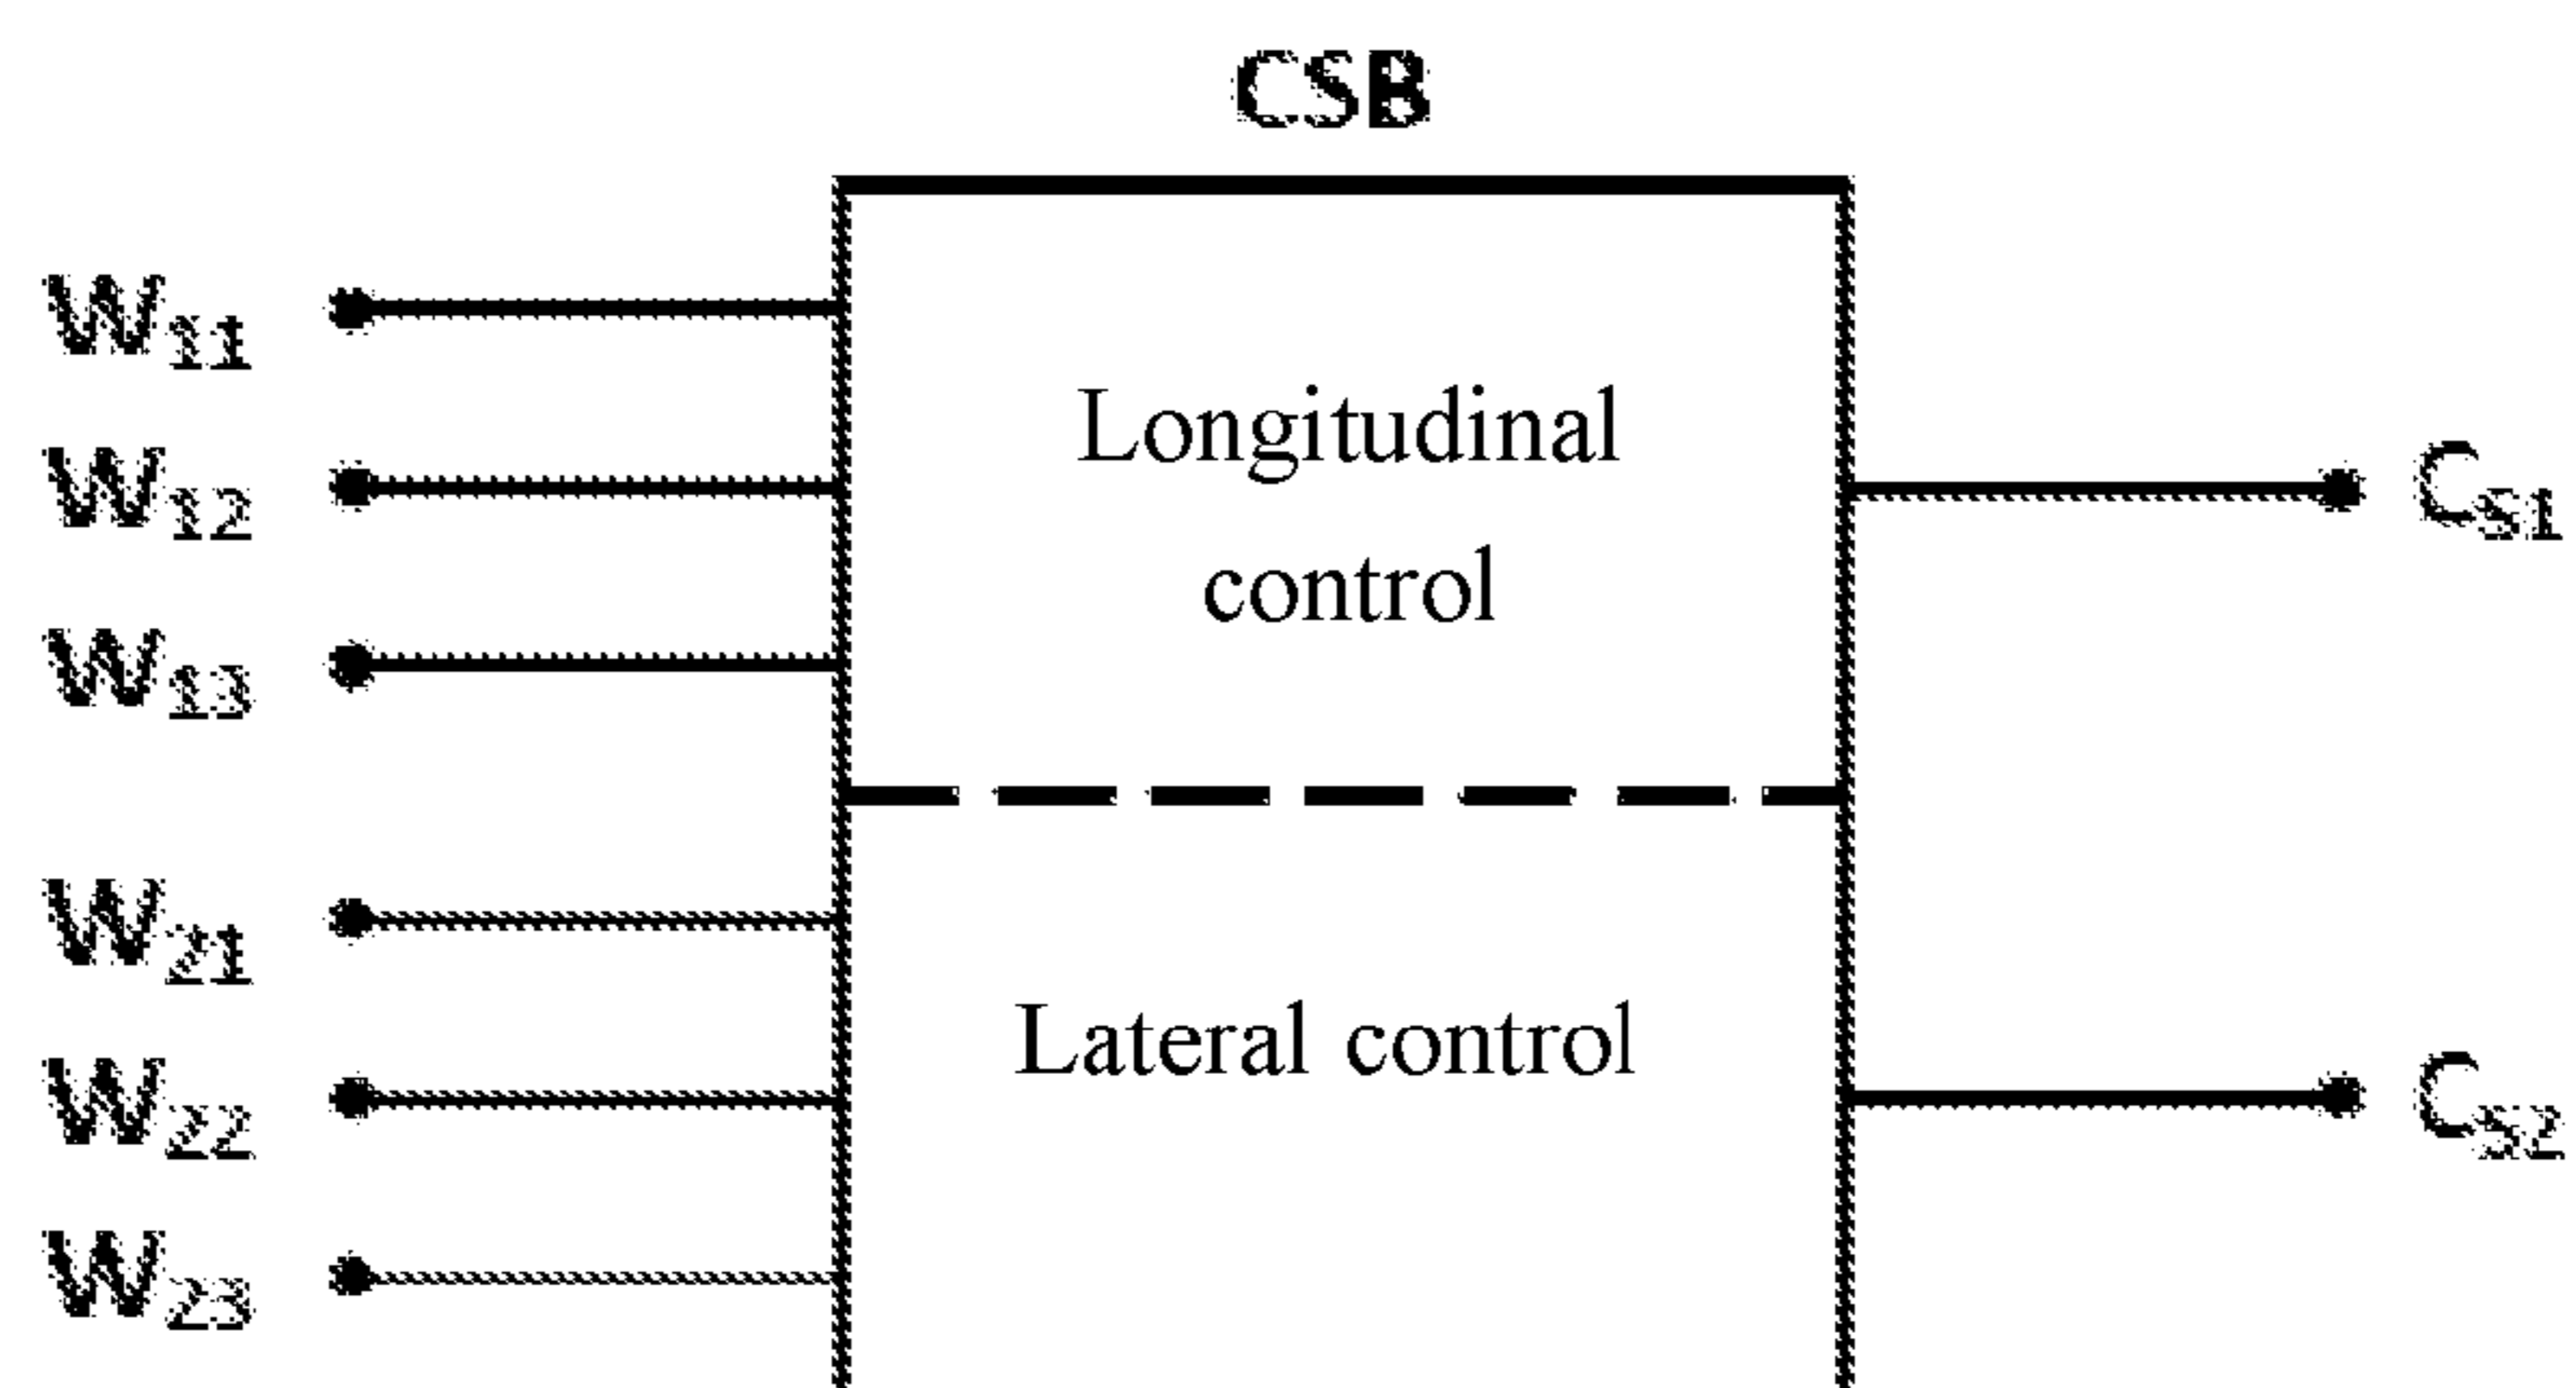 CSB
W11
W12
W13
Longitudinal
control
CS1
W21
W22
W23
Lateral control
CS2